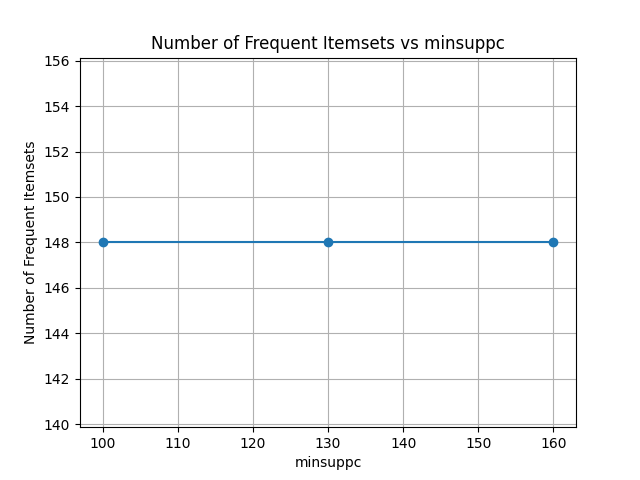 Number of Frequent Itemsets vs minsuppc
Number of Frequent Itemsets
156
154
152
150
148
146
144
142
140
100 110 120 130 140 150 160
minsuppc